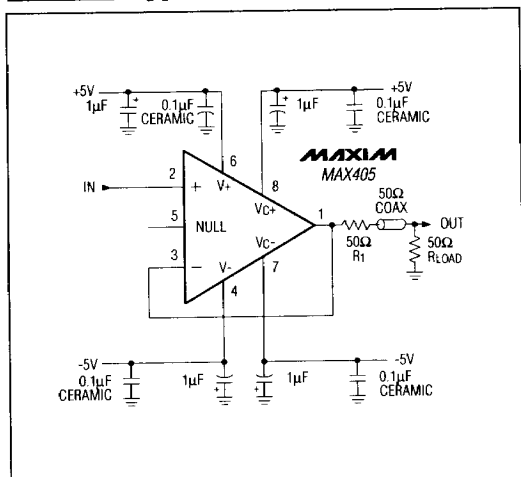 +5V
1µF
+
0.1µF
CERAMIC
+
1µF
+5V
0.1µF
CERAMIC
MAXIM
MAX405
6
8
2
IN
+
V+
VC+
5
NULL
1
50Ω
COAX
OUT
50Ω
R1
50Ω
RLOAD
3
−
V-
VC-
7
4
-5V
0.1µF
CERAMIC
1µF
+
+
1µF
-5V
0.1µF
CERAMIC